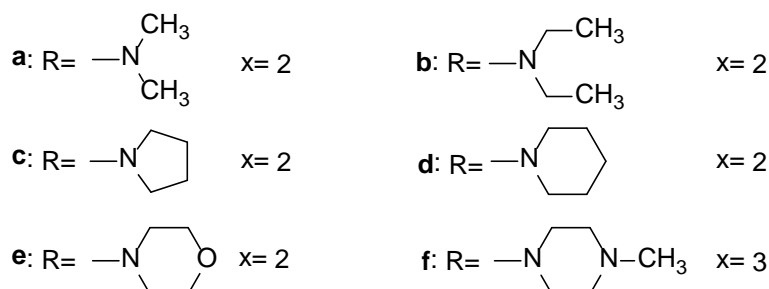 a: R= —N CH3 CH3 x= 2
b: R= —N CH3 CH3 x= 2
c: R= —N x= 2
d: R= —N x= 2
e: R= —N O x= 2
f: R= —N N—CH3 x= 3